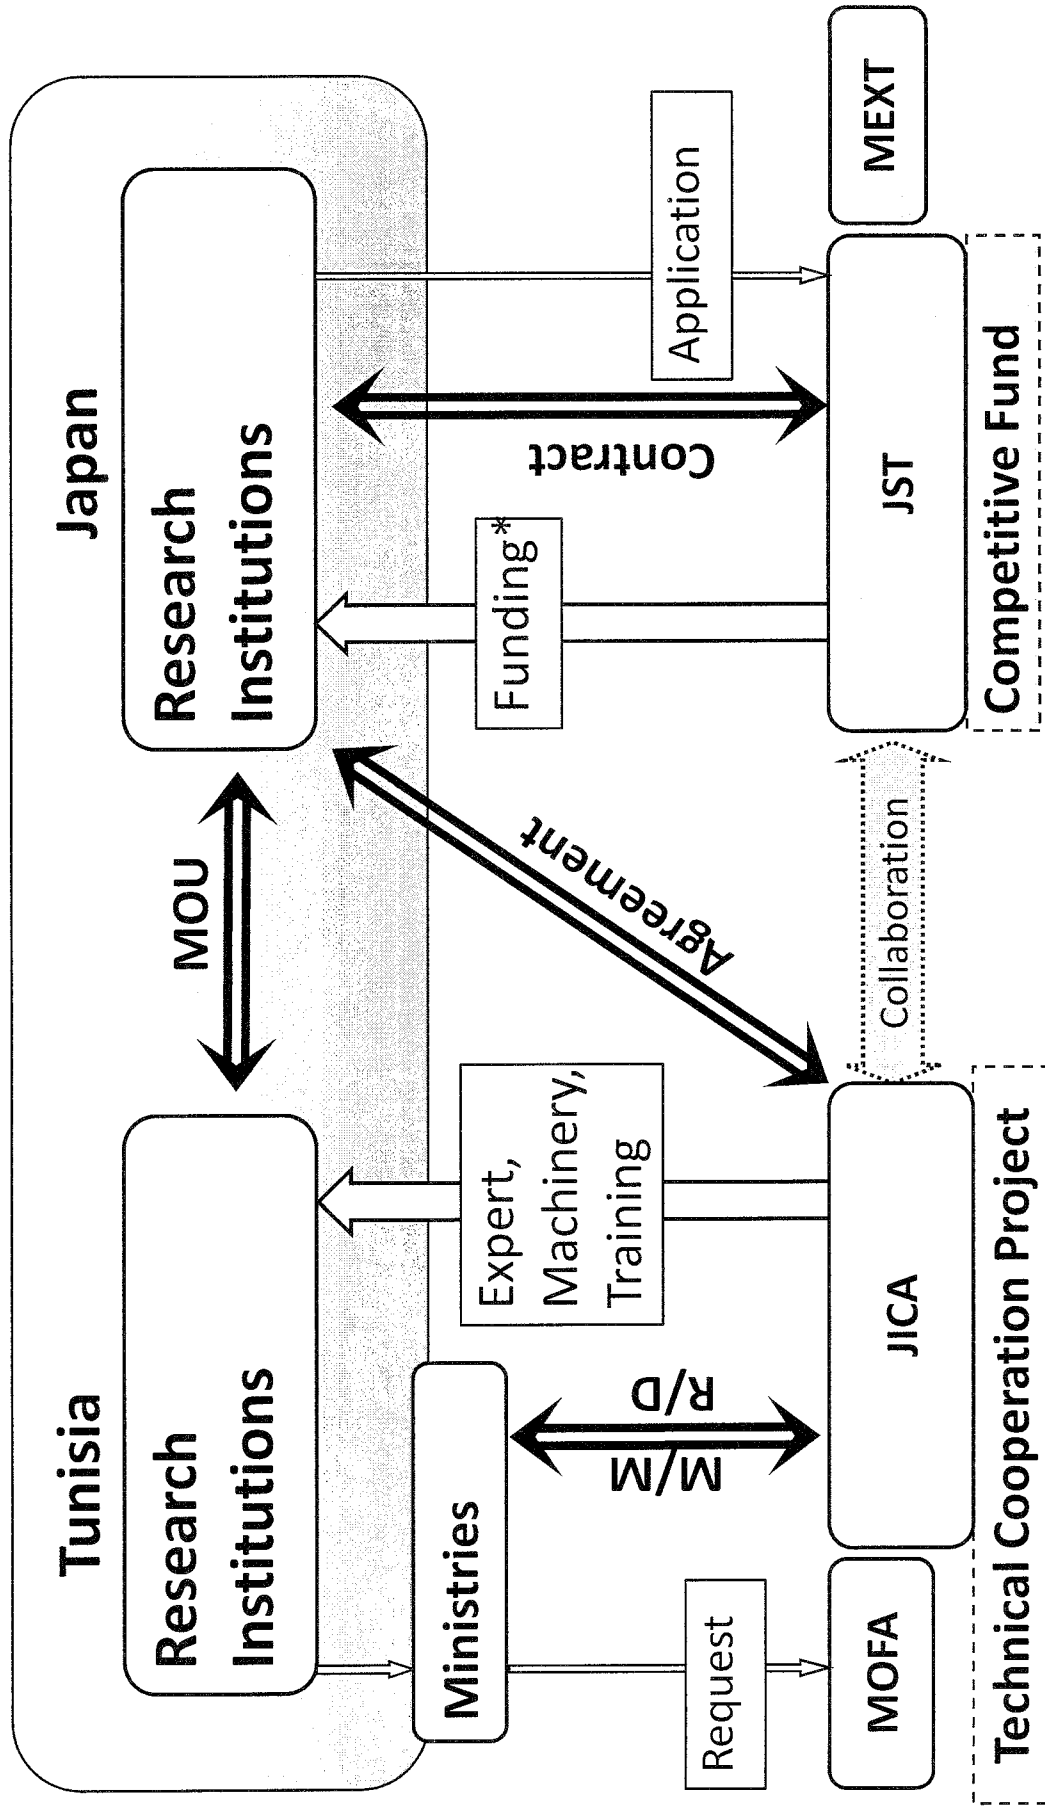 Tunisia
Japan
Research
Institutions
MOU
Research
Institutions
Ministries
Request
M/M
R/D
Expert,
Machinery,
Training
Agreement
Funding*
Contract
Application
MOFA
JICA
Collaboration
JST
MEXT
Technical Cooperation Project
Competitive Fund